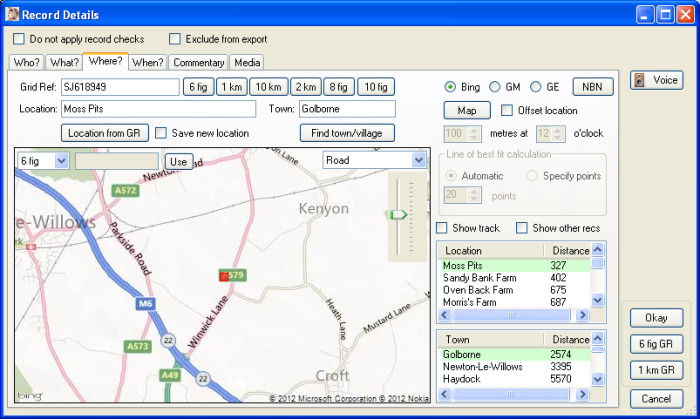 Record Details
Do not apply record checks Exclude from export
Who? What? Where? When? Commentary Media
Grid Ref: SJ618949 6 fig 1 km 10 km 2 km 8 fig 10 fig
Location: Moss Pits Town: Golborne
Location from GR Save new location Find town/village
Bing GM GE NBN
Map Offset location
100 metres at 12 o'clock
Line of best fit calculation
Automatic Specify points
20 points
Show track Show other recs
Voice
6 fig Use Road
A572
Kenyon
le-Willows
Parkside Road
A579
M6
Winwick Lane
Heath Lane
Mustard Lane
22
A573
A49
22
Croft
bing
© 2012 Microsoft Corporation © 2012 Nokia
Location Distance
Moss Pits 327
Sandy Bank Farm 402
Oven Back Farm 675
Morris's Farm 687
Town Distance
Golborne 2574
Newton-Le-Willows 3395
Haydock 5570
Okay
6 fig GR
1 km GR
Cancel